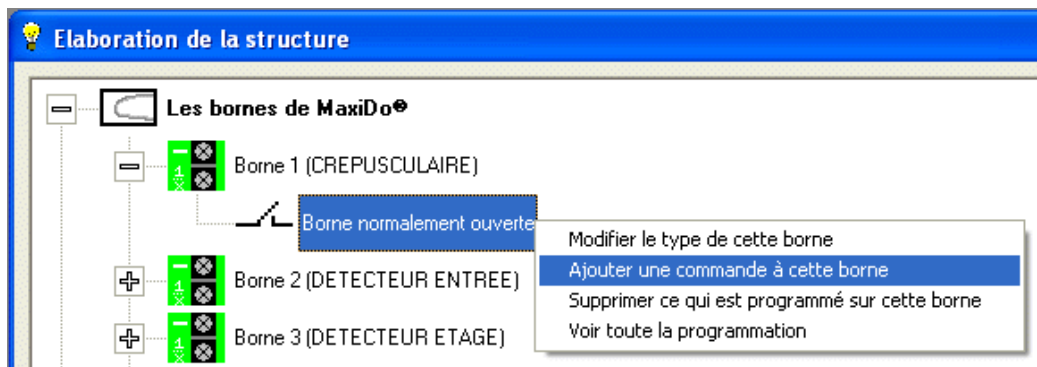 Elaboration de la structure
Les bornes de MaxiDo®
Borne 1 (CREPUSCULAIRE)
Borne normalement ouverte
Modifier le type de cette borne
Ajouter une commande à cette borne
Supprimer ce qui est programmé sur cette borne
Voir toute la programmation
Borne 2 (DETECTEUR ENTREE)
Borne 3 (DETECTEUR ETAGE)